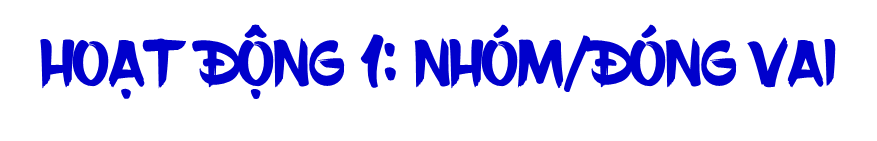 HOẠT ĐỘNG 1: NHÓM/ĐÓNG VAI